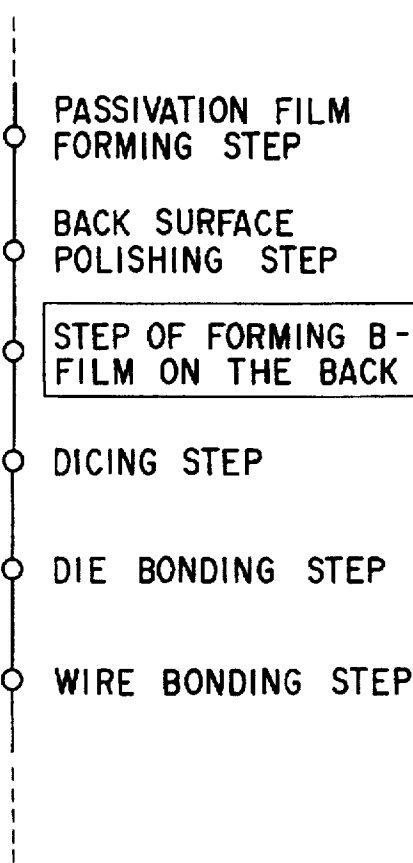 PASSIVATION FILM
FORMING STEP
BACK SURFACE
POLISHING STEP
STEP OF FORMING B-
FILM ON THE BACK
DICING STEP
DIE BONDING STEP
WIRE BONDING STEP